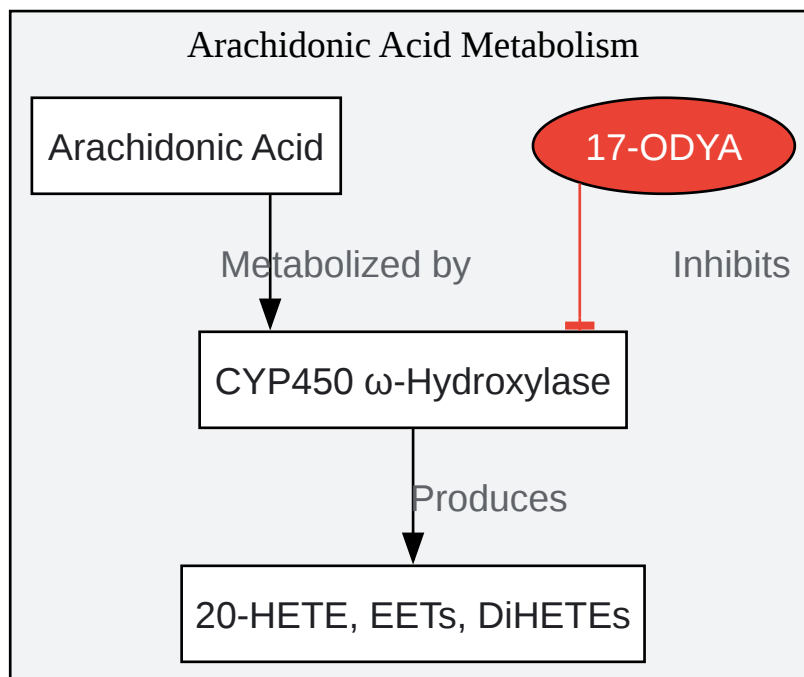 Arachidonic Acid Metabolism
Arachidonic Acid
17-ODYA
Metabolized by
Inhibits
CYP450 ω-Hydroxylase
Produces
20-HETE, EETs, DiHETEs